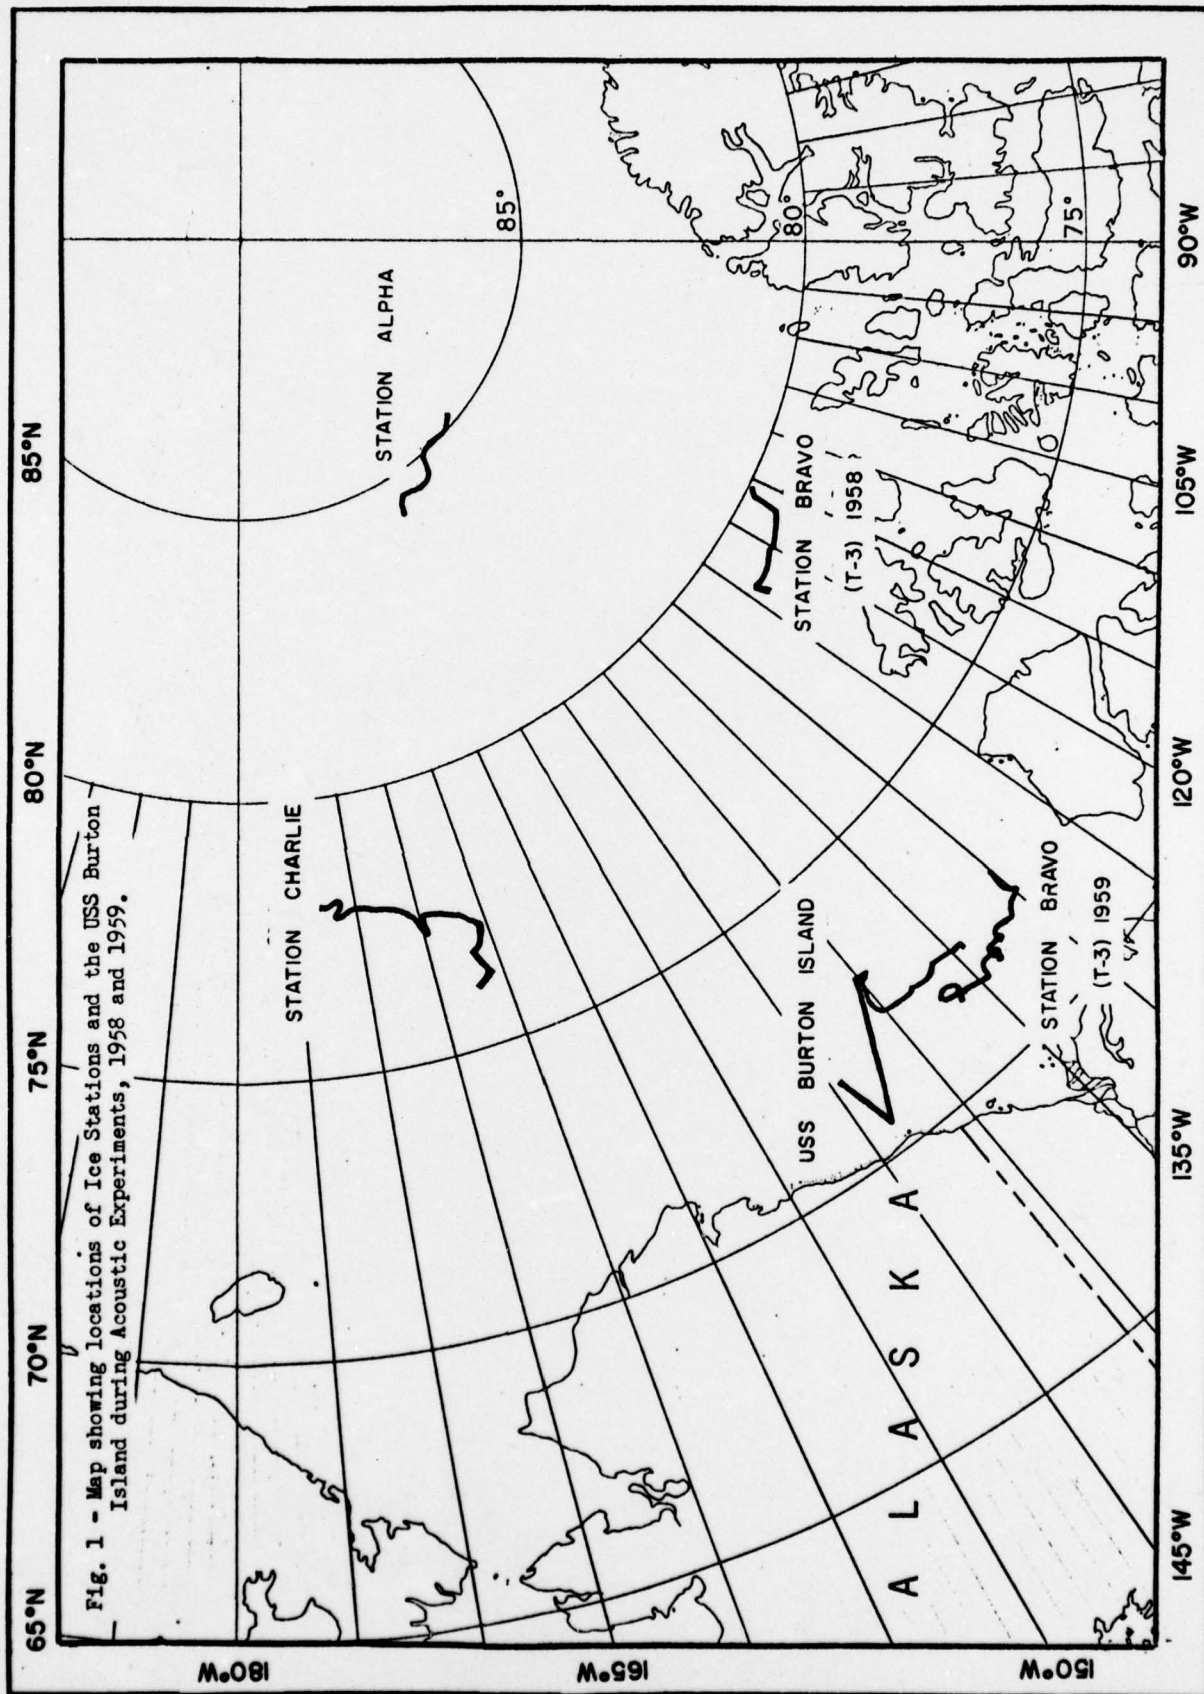 Fig. 1 - Map showing locations of Ice Stations and the USS Burton
Island during Acoustic Experiments, 1958 and 1959.
65°N
70°N
75°N
80°N
85°N
180°W
165°W
150°W
145°W
135°W
120°W
105°W
90°W
85°
80°
75°
STATION ALPHA
STATION CHARLIE
STATION BRAVO
(T-3) 1958
USS BURTON ISLAND
STATION BRAVO
(T-3) 1959
ALASKA